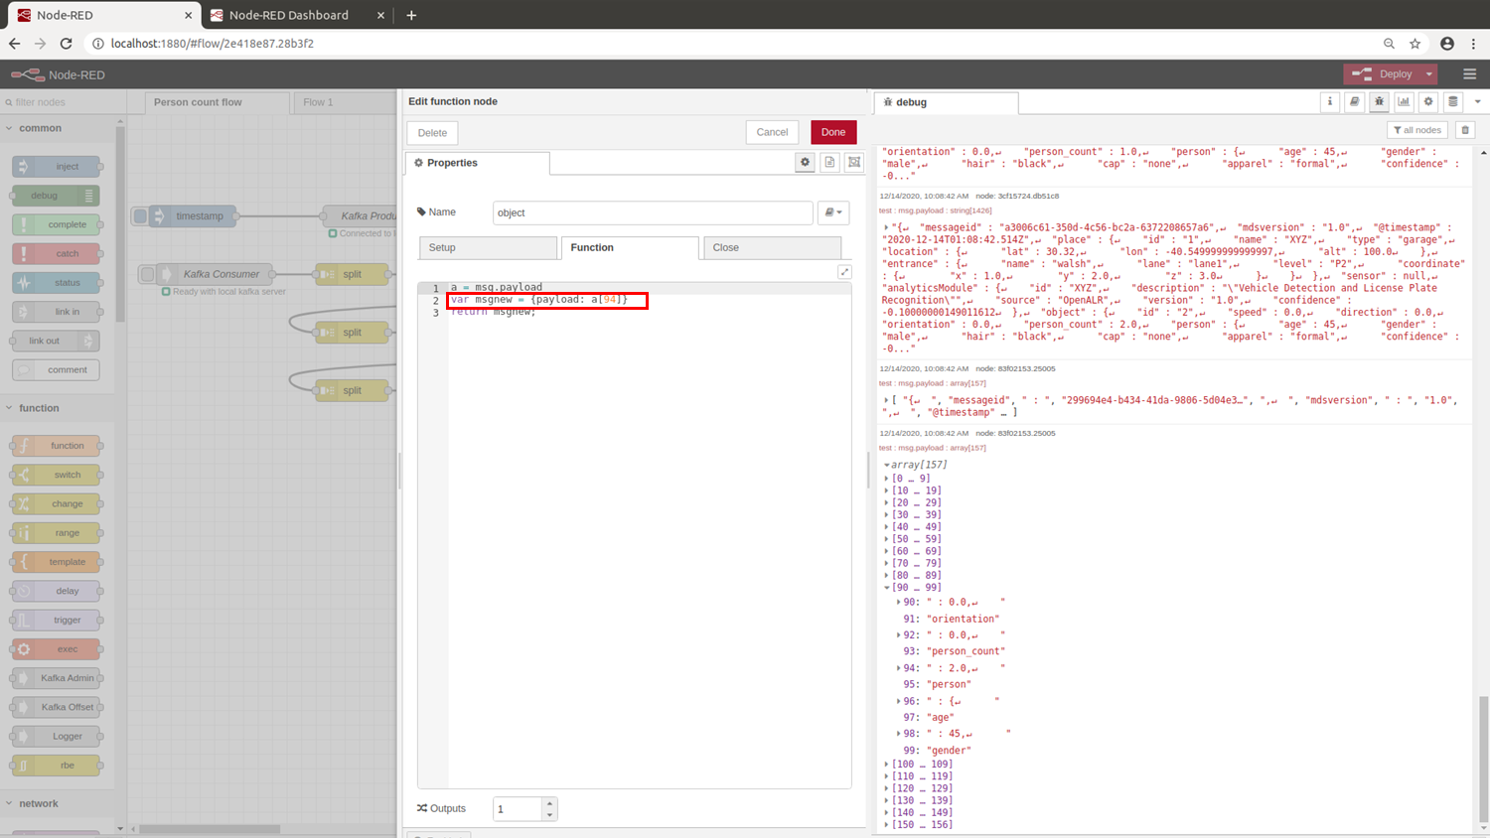 Node-RED
Node-RED Dashboard
localhost:1880/#flow/2e418e87.28b3f2
Node-RED
Deploy
filter nodes
Person count flow
Flow 1
common
inject
debug
complete
catch
status
link in
link out
comment
function
function
switch
change
range
template
delay
trigger
exec
Kafka Admin
Kafka Offset
Logger
rbe
network
timestamp
Kafka Produ
Connected to
Kafka Consumer
Ready with local kafka server
split
split
split
Edit function node
Delete
Cancel
Done
Properties
Name
object
Setup
Function
Close
1 a = msg.payload
2 var msgnew = {payload: a[94]}
3 return msgnew;
Outputs
1
debug
all nodes
"orientation" : 0.0,↵ "person_count" : 1.0,↵ "person" : {↵ "age" : 45,↵ "gender" :
"male",↵ "hair" : "black",↵ "cap" : "none",↵ "apparel" : "formal",↵ "confidence" :
-0..."
12/14/2020, 10:08:42 AM node: 3cf15724.db51c8
test : msg.payload : string[1426]
"{↵ "messageid" : "a3006c61-350d-4c56-bc2a-6372208657a6",↵ "mdsversion" : "1.0",↵ "@timestamp" :
"2020-12-14T01:08:42.514Z",↵ "place" : {↵ "id" : "1",↵ "name" : "XYZ",↵ "type" : "garage",↵
"location" : {↵ "lat" : 30.32,↵ "lon" : -40.549999999999997,↵ "alt" : 100.0↵ },↵
"entrance" : {↵ "name" : "walsh",↵ "lane" : "lane1",↵ "level" : "P2",↵ "coordinate"
: {↵ "x" : 1.0,↵ "y" : 2.0,↵ "z" : 3.0↵ }↵ }↵ },↵ "sensor" : null,↵
"analyticsModule" : {↵ "id" : "XYZ",↵ "description" : "\"Vehicle Detection and License Plate
Recognition\"",↵ "source" : "OpenALR",↵ "version" : "1.0",↵ "confidence" :
-0.10000000149011612↵ },↵ "object" : {↵ "id" : "2",↵ "speed" : 0.0,↵ "direction" : 0.0,↵
"orientation" : 0.0,↵ "person_count" : 2.0,↵ "person" : {↵ "age" : 45,↵ "gender" :
"male",↵ "hair" : "black",↵ "cap" : "none",↵ "apparel" : "formal",↵ "confidence" :
-0..."
12/14/2020, 10:08:42 AM node: 83f02153.25005
test : msg.payload : array[157]
[ "{↵ ", "messageid", " : ", "299694e4-b434-41da-9806-5d04e3…", ",↵ ", "mdsversion", " : ", "1.0",
",↵ ", "@timestamp" … ]
12/14/2020, 10:08:42 AM node: 83f02153.25005
test : msg.payload : array[157]
array[157]
[0 … 9]
[10 … 19]
[20 … 29]
[30 … 39]
[40 … 49]
[50 … 59]
[60 … 69]
[70 … 79]
[80 … 89]
[90 … 99]
90: " : 0.0,↵ "
91: "orientation"
92: " : 0.0,↵ "
93: "person_count"
94: " : 2.0,↵ "
95: "person"
96: " : {↵ "
97: "age"
98: " : 45,↵ "
99: "gender"
[100 … 109]
[110 … 119]
[120 … 129]
[130 … 139]
[140 … 149]
[150 … 156]